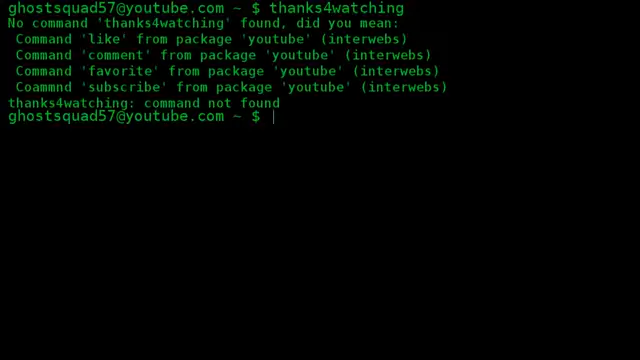 ghostsquad57@youtube.com ~ $ thanks4watching
No command 'thanks4watching' found, did you mean:
Command 'like' from package 'youtube' (interwebs)
Command 'comment' from package 'youtube' (interwebs)
Command 'favorite' from package 'youtube' (interwebs)
Coammnd 'subscribe' from package 'youtube' (interwebs)
thanks4watching: command not found
ghostsquad57@youtube.com ~ $